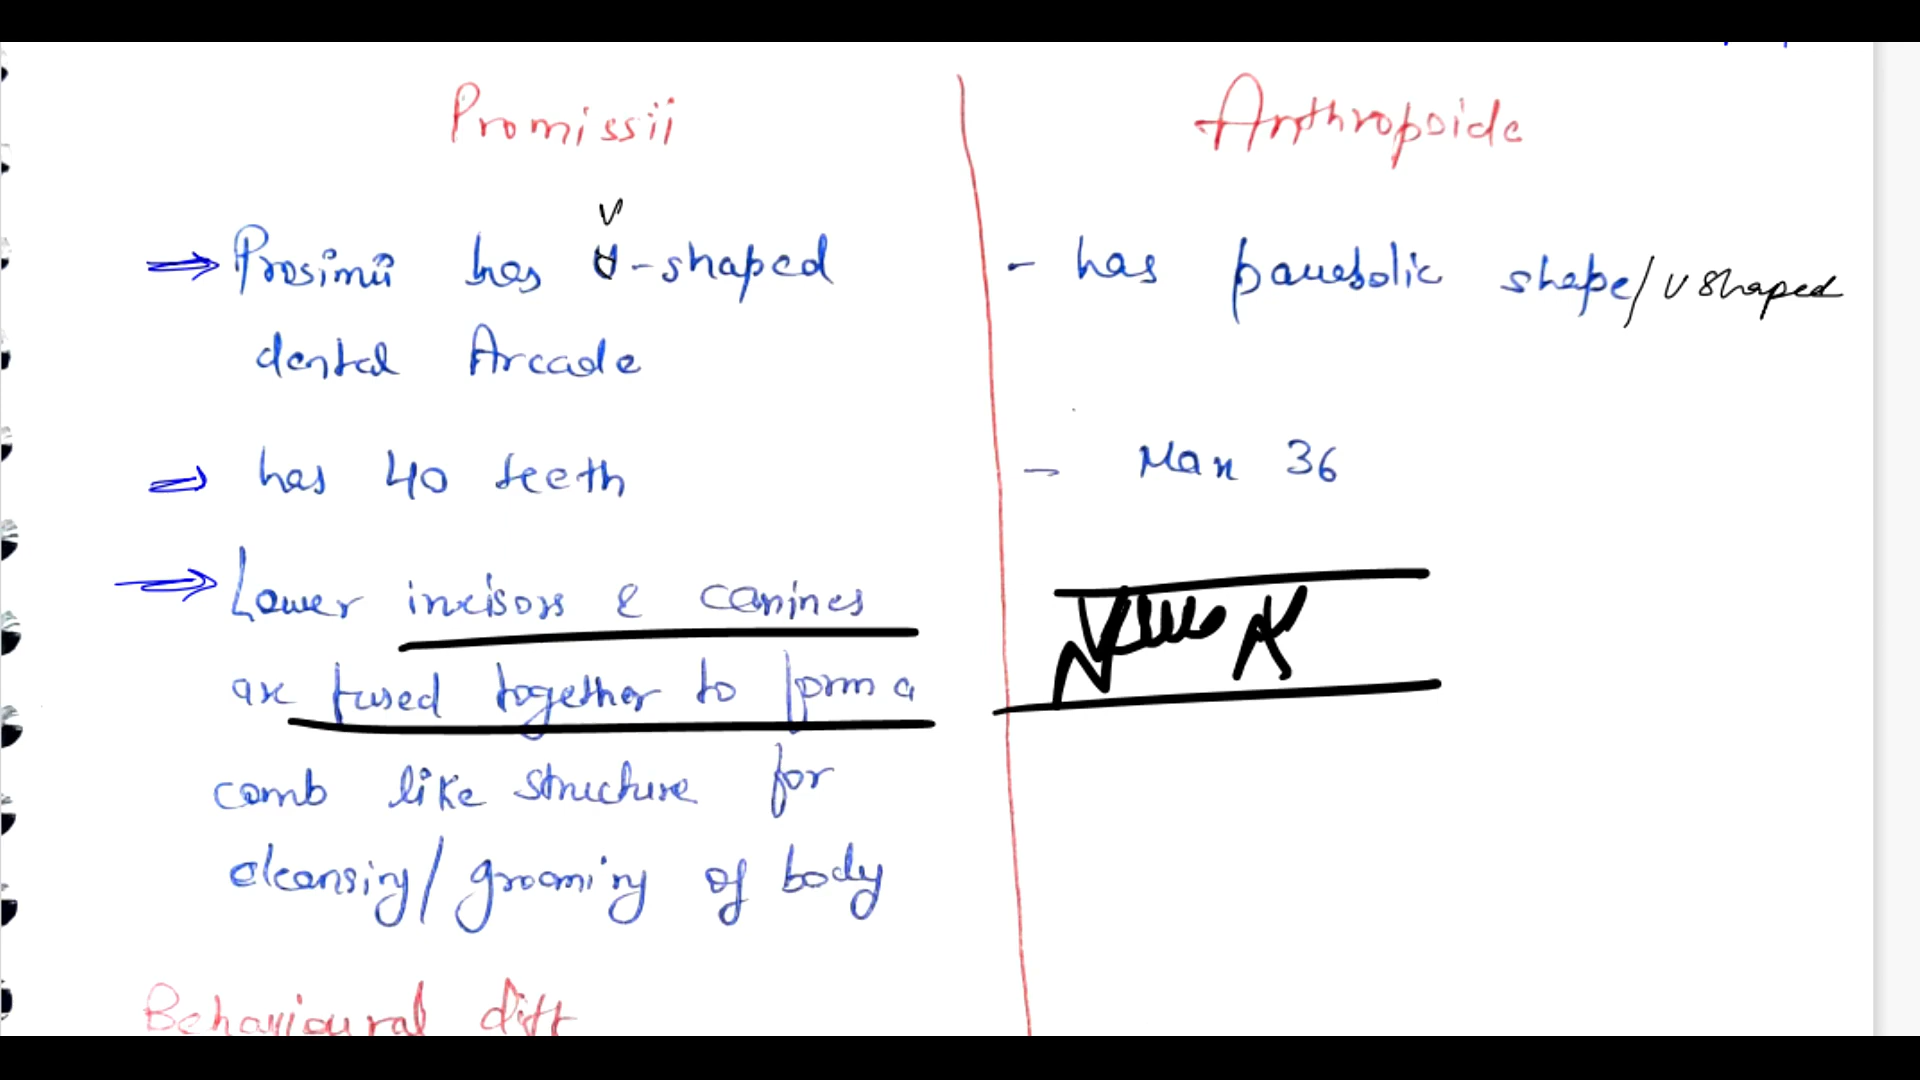 Promissii
Anthropoide
V
⇒ Prosimii has -shaped
- has parabolic shape/ U shaped
dental Arcade
⇒ has 40 teeth
- Max 36
⇒ Lower incisors & canines
are fused together to form a
comb like structure for
cleansing/grooming of body
Behavioural diff